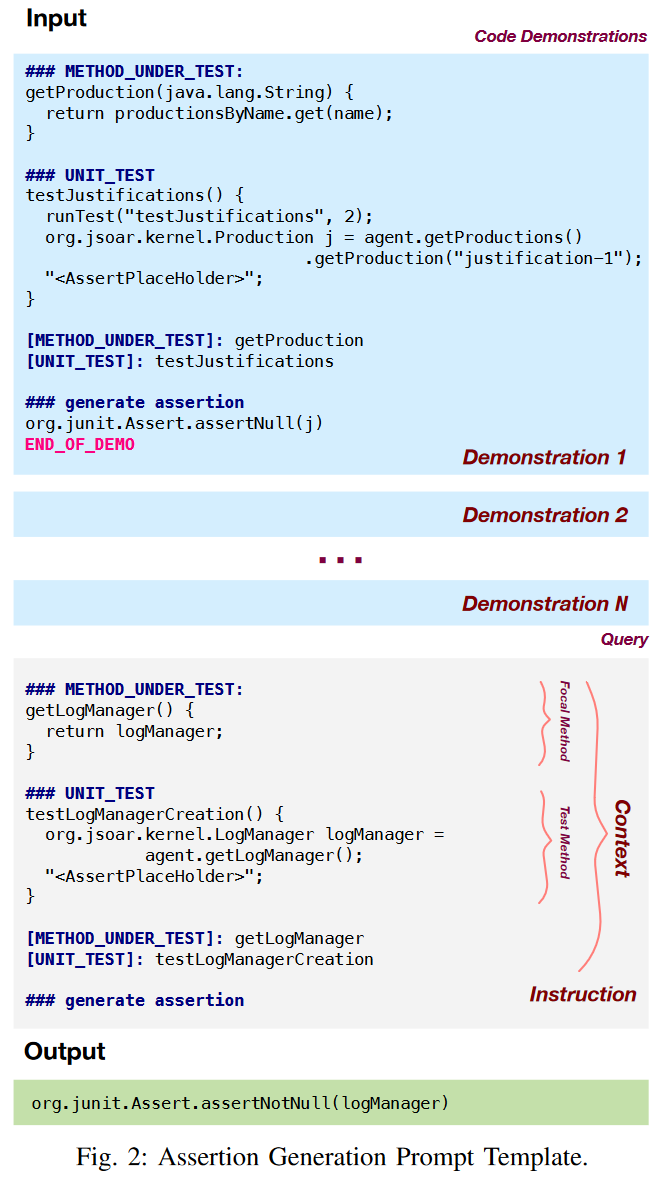 Input
Code Demonstrations
### METHOD_UNDER_TEST:
getProduction(java.lang.String) {
  return productionsByName.get(name);
}
### UNIT_TEST
testJustifications() {
  runTest("testJustifications", 2);
  org.jsoar.kernel.Production j = agent.getProductions()
                            .getProduction("justification-1");
  "<AssertPlaceHolder>";
}
[METHOD_UNDER_TEST]: getProduction
[UNIT_TEST]: testJustifications
### generate assertion
org.junit.Assert.assertNull(j)
END_OF_DEMO
Demonstration 1
Demonstration 2
...
Demonstration N
Query
### METHOD_UNDER_TEST:
getLogManager() {
  return logManager;
}
Focal Method
### UNIT_TEST
testLogManagerCreation() {
  org.jsoar.kernel.LogManager logManager =
            agent.getLogManager();
  "<AssertPlaceHolder>";
}
Test Method
Context
[METHOD_UNDER_TEST]: getLogManager
[UNIT_TEST]: testLogManagerCreation
### generate assertion
Instruction
Output
org.junit.Assert.assertNotNull(logManager)
Fig. 2: Assertion Generation Prompt Template.